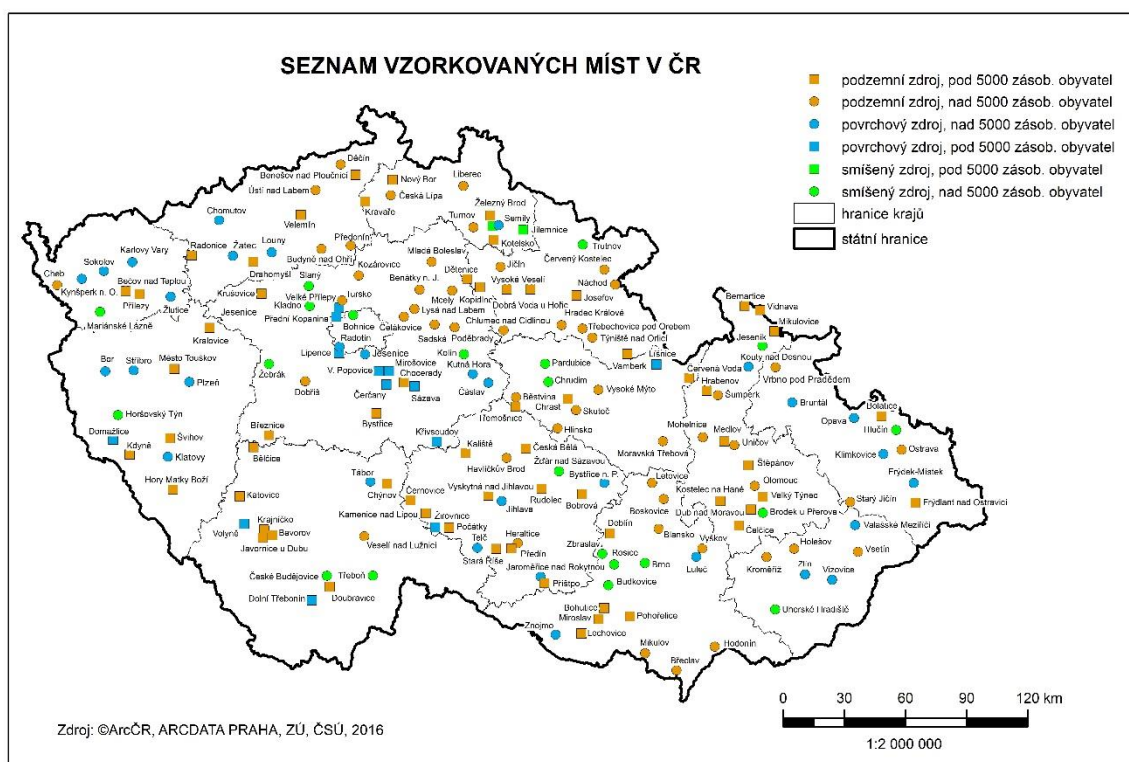 SEZNAM VZORKOVANÝCH MÍST V ČR
podzemní zdroj, pod 5000 zásob. obyvatel
podzemní zdroj, nad 5000 zásob. obyvatel
povrchový zdroj, nad 5000 zásob. obyvatel
povrchový zdroj, pod 5000 zásob. obyvatel
smíšený zdroj, pod 5000 zásob. obyvatel
smíšený zdroj, nad 5000 zásob. obyvatel
hranice krajů
státní hranice
Děčín
Benešov nad Ploučnicí
Ústí nad Labem
Nový Bor
Česká Lípa
Liberec
Kravaře
Železný Brod
Semily
Turnov
Jilemnice
Kotelsko
Chomutov
Velemín
Trutnov
Předonín
Karlovy Vary
Radonice
Žatec
Louny
Budyně nad Ohří
Mladá Boleslav
Jičín
Červený Kostelec
Sokolov
Cheb
Drahomyšl
Kozárovice
Dětenice
Vysoké Veselí
Náchod
Bečov nad Teplou
Slaný
Benátky n. J.
Kynšperk n. O.
Krušovice
Velké Přílepy
Mcely
Kopidlno
Josefov
Bernartice
Vidnava
Přílezy
Žlutice
Jesenice
Kladno
Lysá nad Labem
Dobrá Voda u Hořic
Hradec Králové
Mariánské Lázně
Přední Kopanina
Bohnice
Čelákovice
Chlumec nad Cidlinou
Třebechovice pod Orebem
Mikulovice
Kralovice
Radotín
Sadská
Poděbrady
Týniště nad Orlicí
Jeseník
Bor
Stříbro
Město Touškov
Lipence
Jesenice
Kolín
Pardubice
Vamberk
Lišnice
Kouty nad Desnou
Žebrák
V. Popovice
Mirošovice
Chocerady
Kutná Hora
Chrudim
Červená Voda
Hrabenov
Vrbno pod Pradědem
Plzeň
Dobříš
Čerčany
Sázava
Čáslav
Běstvina
Vysoké Mýto
Šumperk
Bruntál
Horšovský Týn
Bystřice
Chrast
Skuteč
Bolatice
Domažlice
Švihov
Březnice
Křivsoudov
Hlinsko
Mohelnice
Medlov
Opava
Hlučín
Kdyně
Klatovy
Bělčice
Kaliště
Česká Bělá
Moravská Třebová
Uničov
Klimkovice
Ostrava
Havlíčkův Brod
Žďár nad Sázavou
Štěpánov
Hory Matky Boží
Tábor
Chýnov
Vyskytná nad Jihlavou
Bystřice n. P.
Letovice
Olomouc
Frýdek-Místek
Katovice
Černovice
Rudolec
Kostelec na Hané
Velký Týnec
Starý Jičín
Frýdlant nad Ostravicí
Kamenice nad Lipou
Žirovnice
Jihlava
Bobrová
Boskovice
Dub nad Moravou
Brodek u Přerova
Volyně
Krajníčko
Počátky
Doblín
Čelčice
Valašské Meziříčí
Bavorov
Veselí nad Lužnicí
Telč
Heraltice
Blansko
Javornice u Dubu
Předín
Zbraslav
Vyškov
Holešov
Vsetín
Stará Říše
Rosice
Brno
Luleč
Kroměříž
Zlín
Vizovice
České Budějovice
Třeboň
Jaroměřice nad Rokytnou
Budkovice
Dolní Třebonín
Doubravice
Příštpo
Bohutice
Miroslav
Pohořelice
Uherské Hradišť
Znojmo
Lechovice
Mikulov
Hodonín
Břeclav
0 30 60 90 120 km
1:2 000 000
Zdroj: ©ArcČR, ARCDATA PRAHA, ZÚ, ČSÚ, 2016